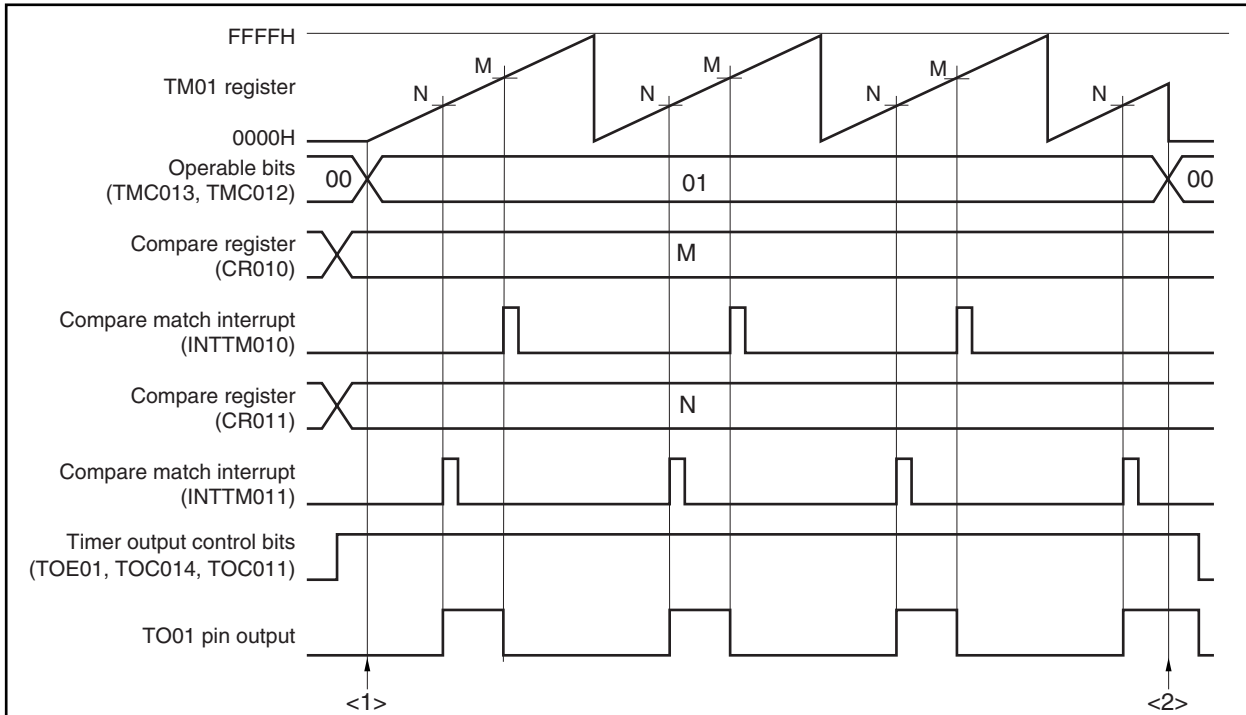 FFFFH
M M M
TM01 register
N N N N
0000H
Operable bits
(TMC013, TMC012)
00 01 00
Compare register
(CR010)
M
Compare match interrupt
(INTTM010)
Compare register
(CR011)
N
Compare match interrupt
(INTTM011)
Timer output control bits
(TOE01, TOC014, TOC011)
TO01 pin output
<1> <2>